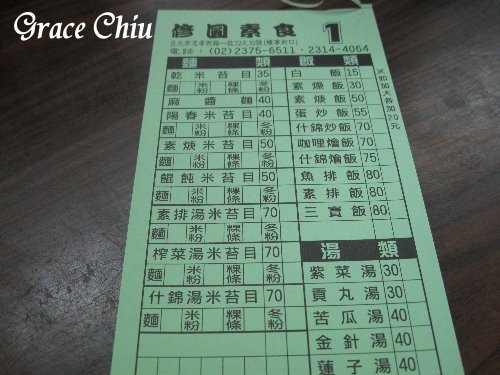 Grace Chiu
修圓素食 1
電話:(02)2375-6511・2314-4064
麵類
乾米苔目 35
麵 米粉 粿條 冬粉
麻醬麵 40
陽春米苔目 40
麵 米粉 粿條 冬粉
素焿米苔目 50
麵 米粉 粿條 冬粉
餛飩米苔目 50
麵 米粉 粿條 冬粉
素排湯米苔目 70
麵 米粉 粿條 冬粉
榨菜湯米苔目 70
麵 米粉 粿條 冬粉
什錦湯米苔目 70
麵 米粉 粿條 冬粉
飯類
白飯 15
素燥飯 30
素焿飯 50
蛋炒飯 50
什錦炒飯 70
咖哩燴飯 70
什錦燴飯 75
魚排飯 80
素排飯 80
三寶飯 80
湯類
紫菜湯 30
貢丸湯 30
苦瓜湯 40
金針湯 40
蓮子湯 40